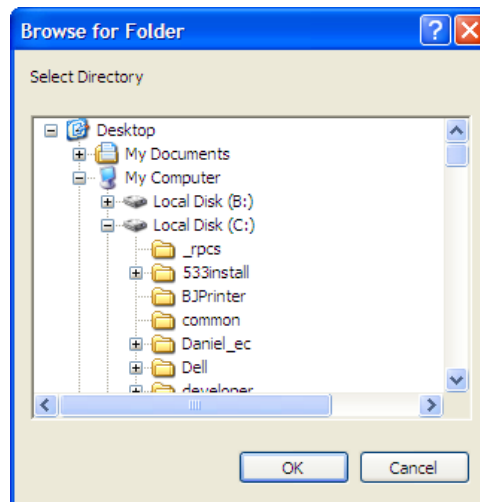 Browse for Folder
Select Directory
Desktop
My Documents
My Computer
Local Disk (B:)
Local Disk (C:)
_rpcs
533install
BJPrinter
common
Daniel_ec
Dell
developer
OK
Cancel